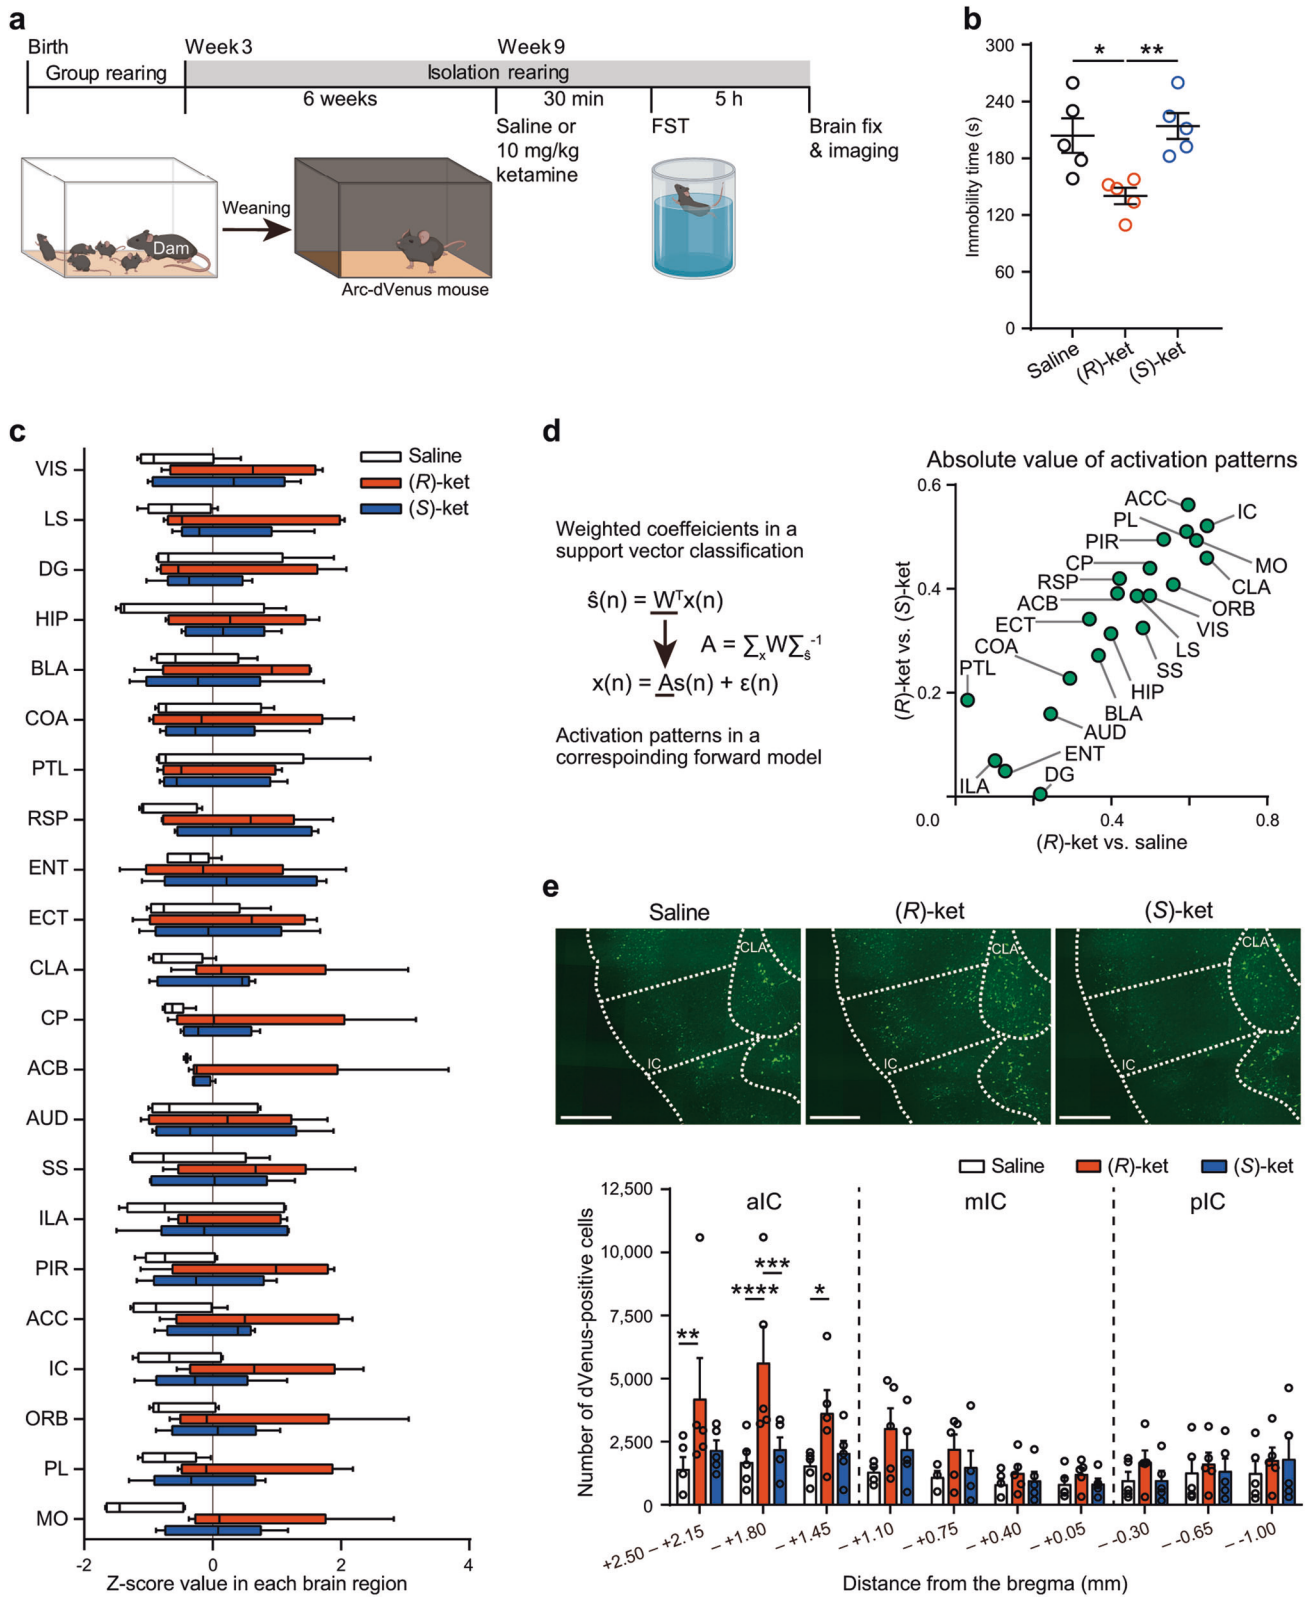 a
Birth
Week 3
Week 9
Group rearing
Isolation rearing
6 weeks
30 min
5 h
Saline or
10 mg/kg
ketamine
FST
Brain fix
& imaging
Weaning
Dam
Arc-dVenus mouse
b
Immobility time (s)
300
240
180
120
60
0
*
**
Saline
(R)-ket
(S)-ket
c
VIS
LS
DG
HIP
BLA
COA
PTL
RSP
ENT
ECT
CLA
CP
ACB
AUD
SS
ILA
PIR
ACC
IC
ORB
PL
MO
Saline
(R)-ket
(S)-ket
-2
0
2
4
Z-score value in each brain region
d
Weighted coeffeicients in a
support vector classification
ŝ(n) = Wᵀx(n)
A = ∑ₓW∑ŝ⁻¹
x(n) = As(n) + ε(n)
Activation patterns in a
correspoinding forward model
Absolute value of activation patterns
0.6
0.4
0.2
(R)-ket vs. (S)-ket
ACC
IC
PL
PIR
MO
CP
CLA
RSP
ORB
ACB
VIS
ECT
LS
COA
SS
PTL
HIP
BLA
AUD
ENT
ILA
DG
0.0
0.4
0.8
(R)-ket vs. saline
e
Saline
(R)-ket
(S)-ket
CLA
IC
CLA
IC
CLA
IC
Saline
(R)-ket
(S)-ket
Number of dVenus-positive cells
12,500
10,000
7,500
5,000
2,500
0
aIC
mIC
pIC
**
****
***
*
+2.50 – +2.15
– +1.80
– +1.45
– +1.10
– +0.75
– +0.40
– +0.05
– -0.30
– -0.65
– -1.00
Distance from the bregma (mm)